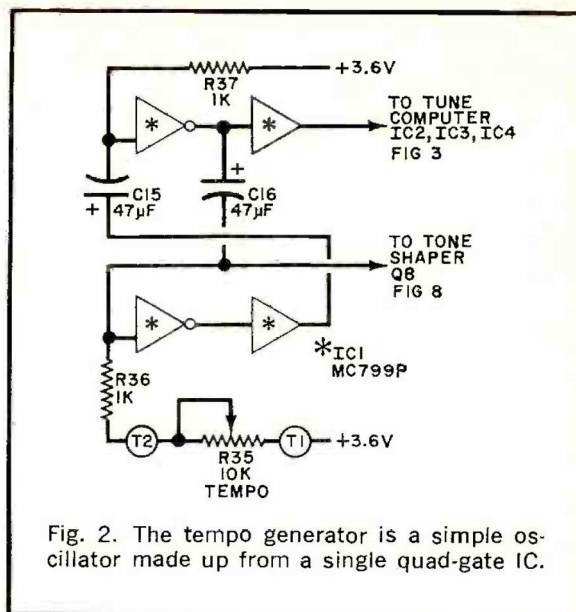 R37
1K
+3.6V
*
*
TO TUNE
COMPUTER
IC2, IC3, IC4
FIG 3
+
C15
47µF
+
C16
47µF
TO TONE
SHAPER
Q8
FIG 8
*
*
*IC1
MC799P
R36
1K
T2
R35
10K
TEMPO
T1
+3.6V
Fig. 2. The tempo generator is a simple os-
cillator made up from a single quad-gate IC.